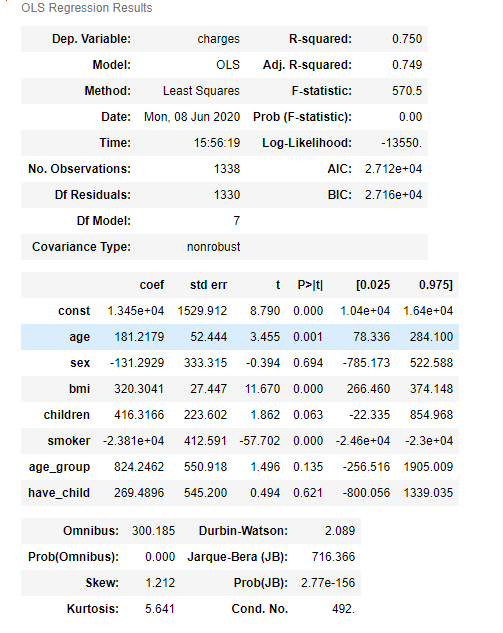 OLS Regression Results
Dep. Variable: charges R-squared: 0.750
Model: OLS Adj. R-squared: 0.749
Method: Least Squares F-statistic: 570.5
Date: Mon, 08 Jun 2020 Prob (F-statistic): 0.00
Time: 15:56:19 Log-Likelihood: -13550.
No. Observations: 1338 AIC: 2.712e+04
Df Residuals: 1330 BIC: 2.716e+04
Df Model: 7
Covariance Type: nonrobust
coef std err t P>|t| [0.025 0.975]
const 1.345e+04 1529.912 8.790 0.000 1.04e+04 1.64e+04
age 181.2179 52.444 3.455 0.001 78.336 284.100
sex -131.2929 333.315 -0.394 0.694 -785.173 522.588
bmi 320.3041 27.447 11.670 0.000 266.460 374.148
children 416.3166 223.602 1.862 0.063 -22.335 854.968
smoker -2.381e+04 412.591 -57.702 0.000 -2.46e+04 -2.3e+04
age_group 824.2462 550.918 1.496 0.135 -256.516 1905.009
have_child 269.4896 545.200 0.494 0.621 -800.056 1339.035
Omnibus: 300.185 Durbin-Watson: 2.089
Prob(Omnibus): 0.000 Jarque-Bera (JB): 716.366
Skew: 1.212 Prob(JB): 2.77e-156
Kurtosis: 5.641 Cond. No. 492.